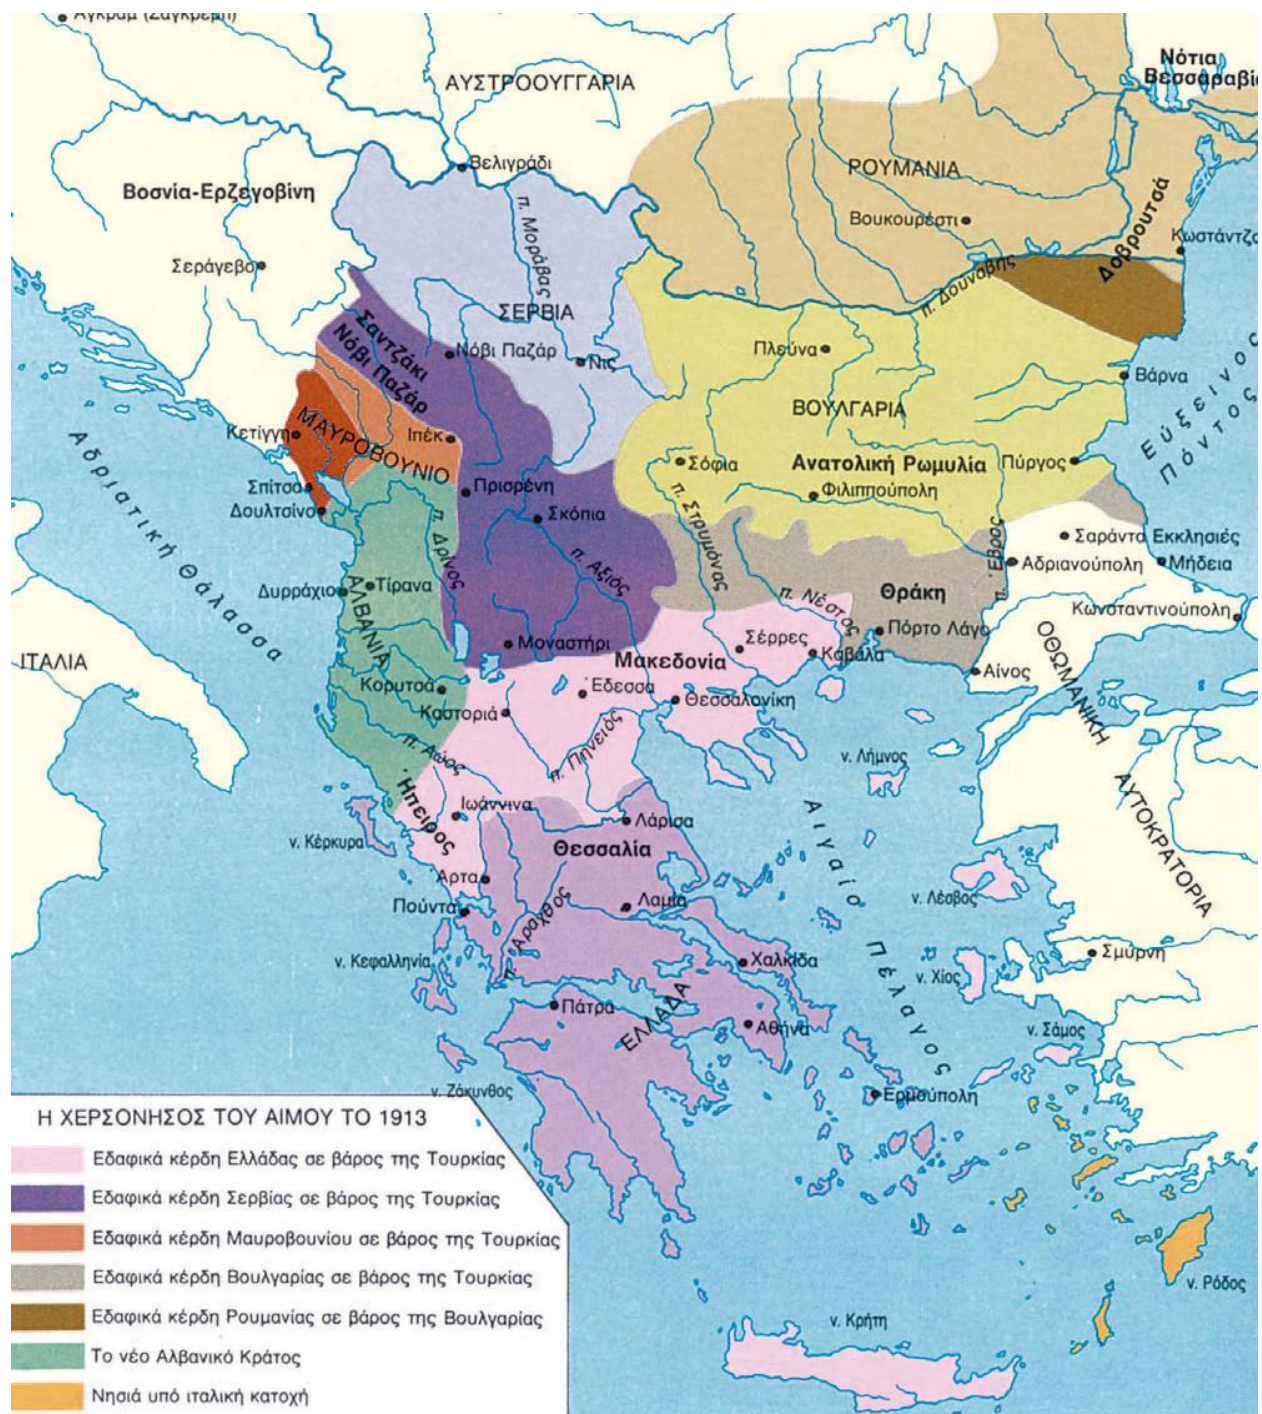 Άγκραμ (Ζάγκρεμπ)
Νότια
Βεσσαραβία
ΑΥΣΤΡΟΟΥΓΓΑΡΙΑ
Βελιγράδι
ΡΟΥΜΑΝΙΑ
Βοσνία-Ερζεγοβίνη
π. Μοράβας
Βουκουρέστι
Δοβρουτσά
Κωστάντζα
Σεράγεβο
π. Δούναβης
ΣΕΡΒΙΑ
Σαντζάκι
Νόβι Παζάρ
Νόβι Παζάρ
Νις
Πλεύνα
Βάρνα
Εύξεινος
Πόντος
ΒΟΥΛΓΑΡΙΑ
Κετίγγη
ΜΑΥΡΟΒΟΥΝΙΟ
Ιπέκ
Σόφια
Ανατολική Ρωμυλία
Πύργος
Φιλιππούπολη
Σπίτσα
Δουλτσίνο
Πρισρένη
Σκόπια
π. Στρυμόνας
Αδριατική Θάλασσα
π. Δρίνος
π. Αξιός
π. Έβρος
Σαράντα Εκκλησιές
Αδριανούπολη
Μήδεια
Δυρράχιο
Τίρανα
ΑΛΒΑΝΙΑ
π. Νέστος
Θράκη
Κωνσταντινούπολη
ΙΤΑΛΙΑ
Μοναστήρι
Σέρρες
Πόρτο Λάγο
Μακεδονία
Καβάλα
Αίνος
ΟΘΩΜΑΝΙΚΗ
ΑΥΤΟΚΡΑΤΟΡΙΑ
Κορυτσά
Έδεσσα
Θεσσαλονίκη
Καστοριά
π. Αώος
π. Πηνειός
ν. Λήμνος
Ήπειρος
Ιωάννινα
Λάρισα
ν. Κέρκυρα
Θεσσαλία
Αιγαίο Πέλαγος
Άρτα
Πούντα
π. Άραχθος
Λαμία
ν. Λέσβος
ν. Κεφαλληνία
Χαλκίδα
Σμύρνη
ν. Χίος
Πάτρα
ΕΛΛΑΔΑ
Αθήνα
ν. Σάμος
ν. Ζάκυνθος
Ερμούπολη
ν. Ρόδος
ν. Κρήτη
Η ΧΕΡΣΟΝΗΣΟΣ ΤΟΥ ΑΙΜΟΥ ΤΟ 1913
Εδαφικά κέρδη Ελλάδας σε βάρος της Τουρκίας
Εδαφικά κέρδη Σερβίας σε βάρος της Τουρκίας
Εδαφικά κέρδη Μαυροβουνίου σε βάρος της Τουρκίας
Εδαφικά κέρδη Βουλγαρίας σε βάρος της Τουρκίας
Εδαφικά κέρδη Ρουμανίας σε βάρος της Βουλγαρίας
Το νέο Αλβανικό Κράτος
Νησιά υπό ιταλική κατοχή